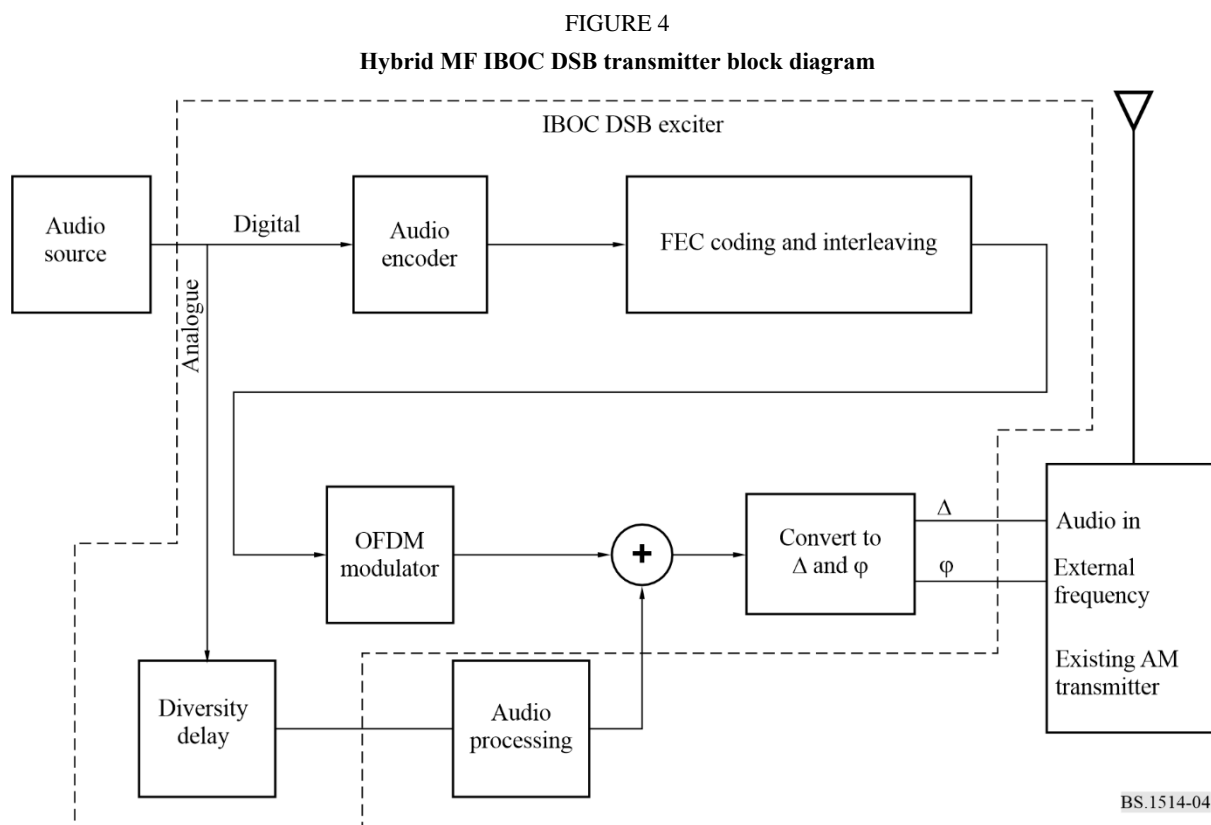 FIGURE 4
Hybrid MF IBOC DSB transmitter block diagram
IBOC DSB exciter
Audio
source
Digital
Analogue
Audio
encoder
FEC coding and interleaving
OFDM
modulator
+
Convert to
Δ and φ
Δ
φ
Audio in
External
frequency
Existing AM
transmitter
Diversity
delay
Audio
processing
BS.1514-04